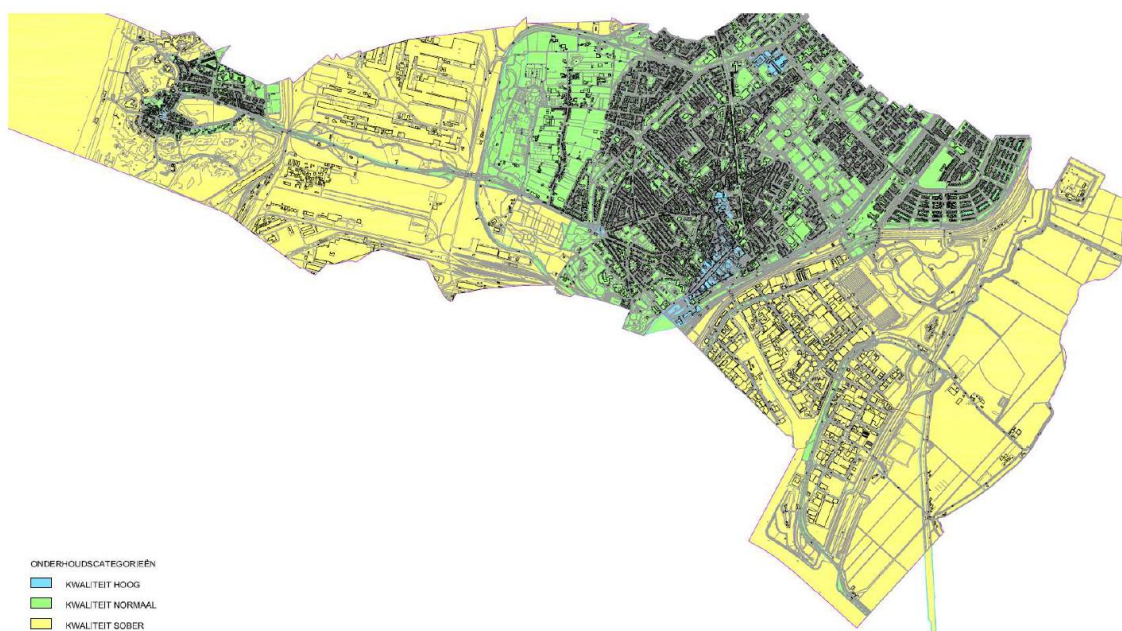 ONDERHOUDSCATEGORIEËN
KWALITEIT HOOG
KWALITEIT NORMAAL
KWALITEIT SOBER